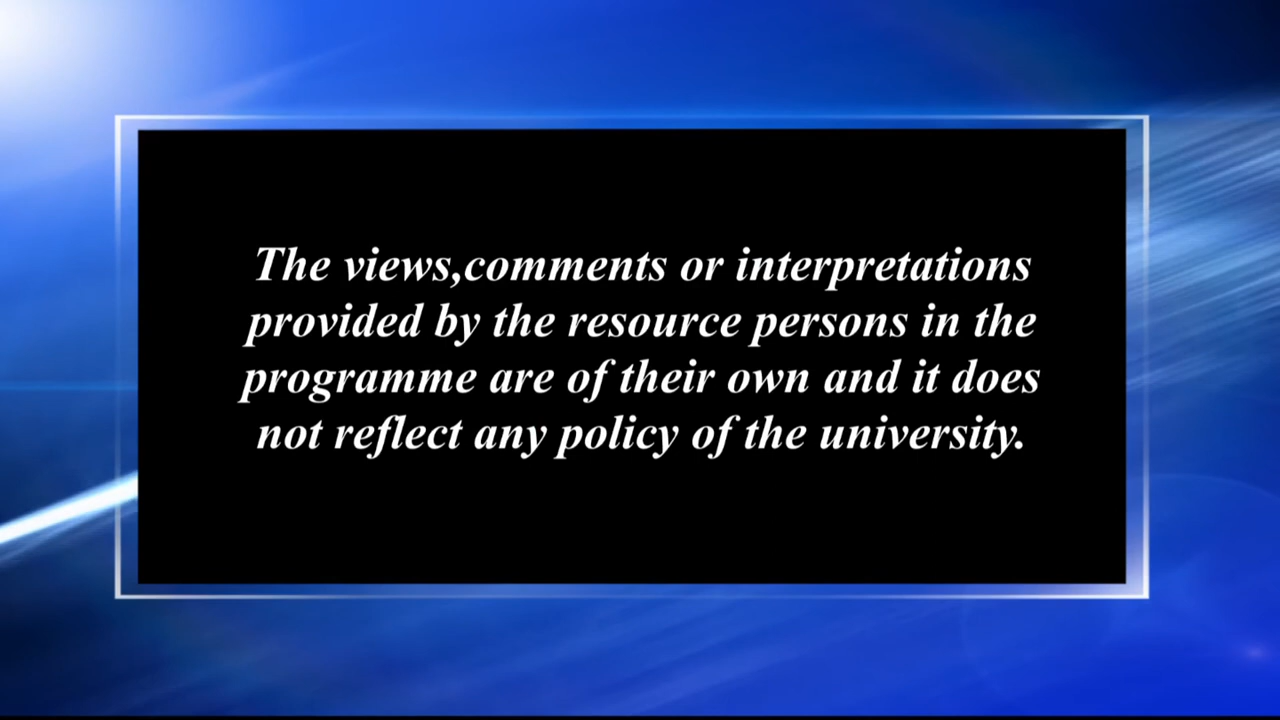 The views,comments or interpretations
provided by the resource persons in the
programme are of their own and it does
not reflect any policy of the university.